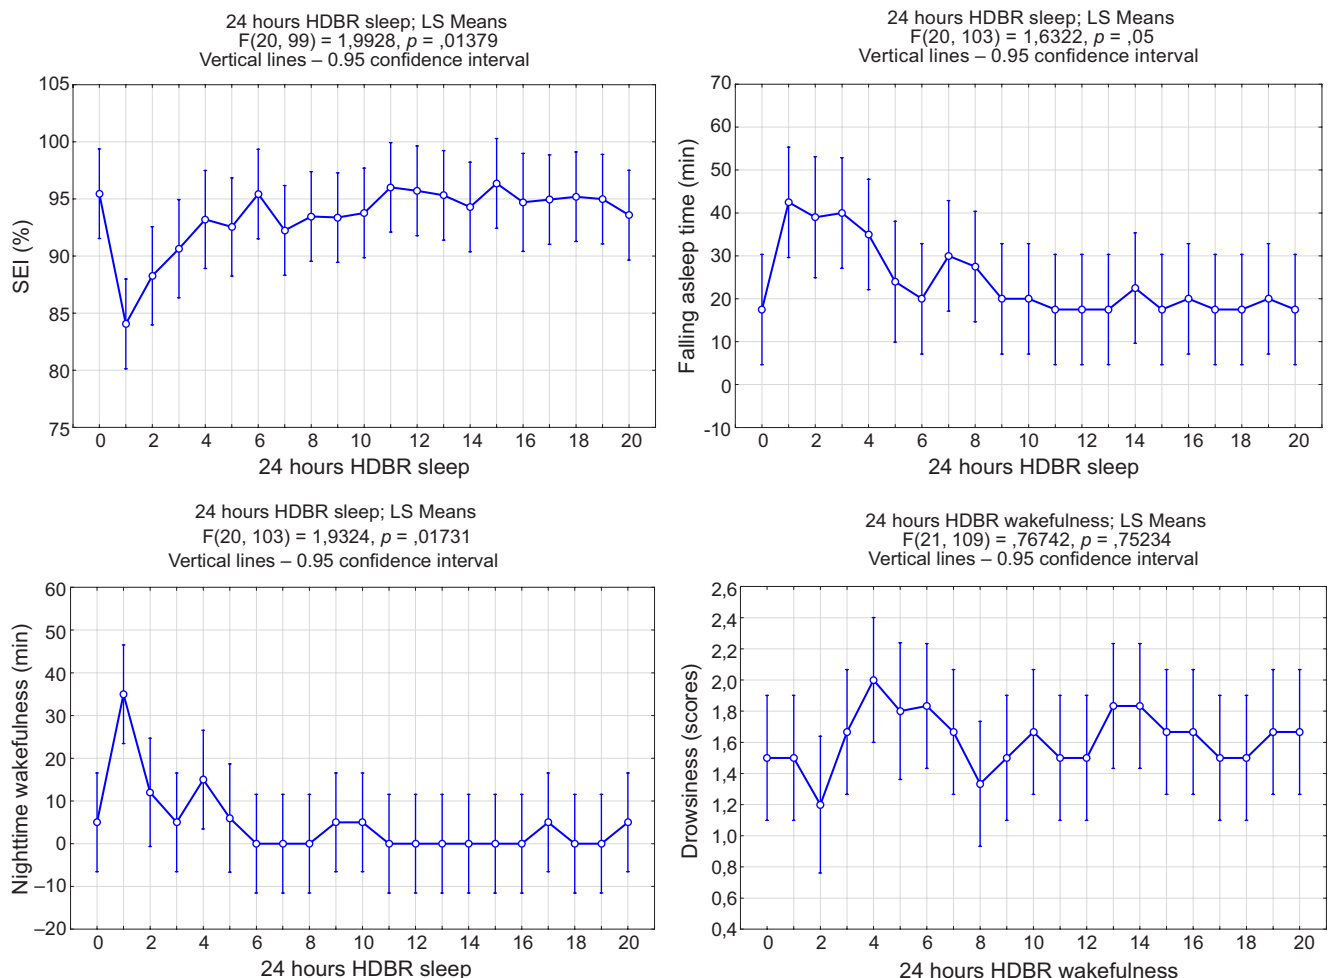 24 hours HDBR sleep; LS Means
F(20, 99) = 1,9928, p = ,01379
Vertical lines – 0.95 confidence interval
SEI (%)
105
100
95
90
85
80
75
0 2 4 6 8 10 12 14 16 18 20
24 hours HDBR sleep
24 hours HDBR sleep; LS Means
F(20, 103) = 1,6322, p = ,05
Vertical lines – 0.95 confidence interval
Falling asleep time (min)
70
60
50
40
30
20
10
0
-10
0 2 4 6 8 10 12 14 16 18 20
24 hours HDBR sleep
24 hours HDBR sleep; LS Means
F(20, 103) = 1,9324, p = ,01731
Vertical lines – 0.95 confidence interval
Nighttime wakefulness (min)
60
50
40
30
20
10
0
–10
–20
0 2 4 6 8 10 12 14 16 18 20
24 hours HDBR sleep
24 hours HDBR wakefulness; LS Means
F(21, 109) = ,76742, p = ,75234
Vertical lines – 0.95 confidence interval
Drowsiness (scores)
2,6
2,4
2,2
2,0
1,8
1,6
1,4
1,2
1,0
0,8
0,6
0,4
0 2 4 6 8 10 12 14 16 18 20
24 hours HDBR wakefulness